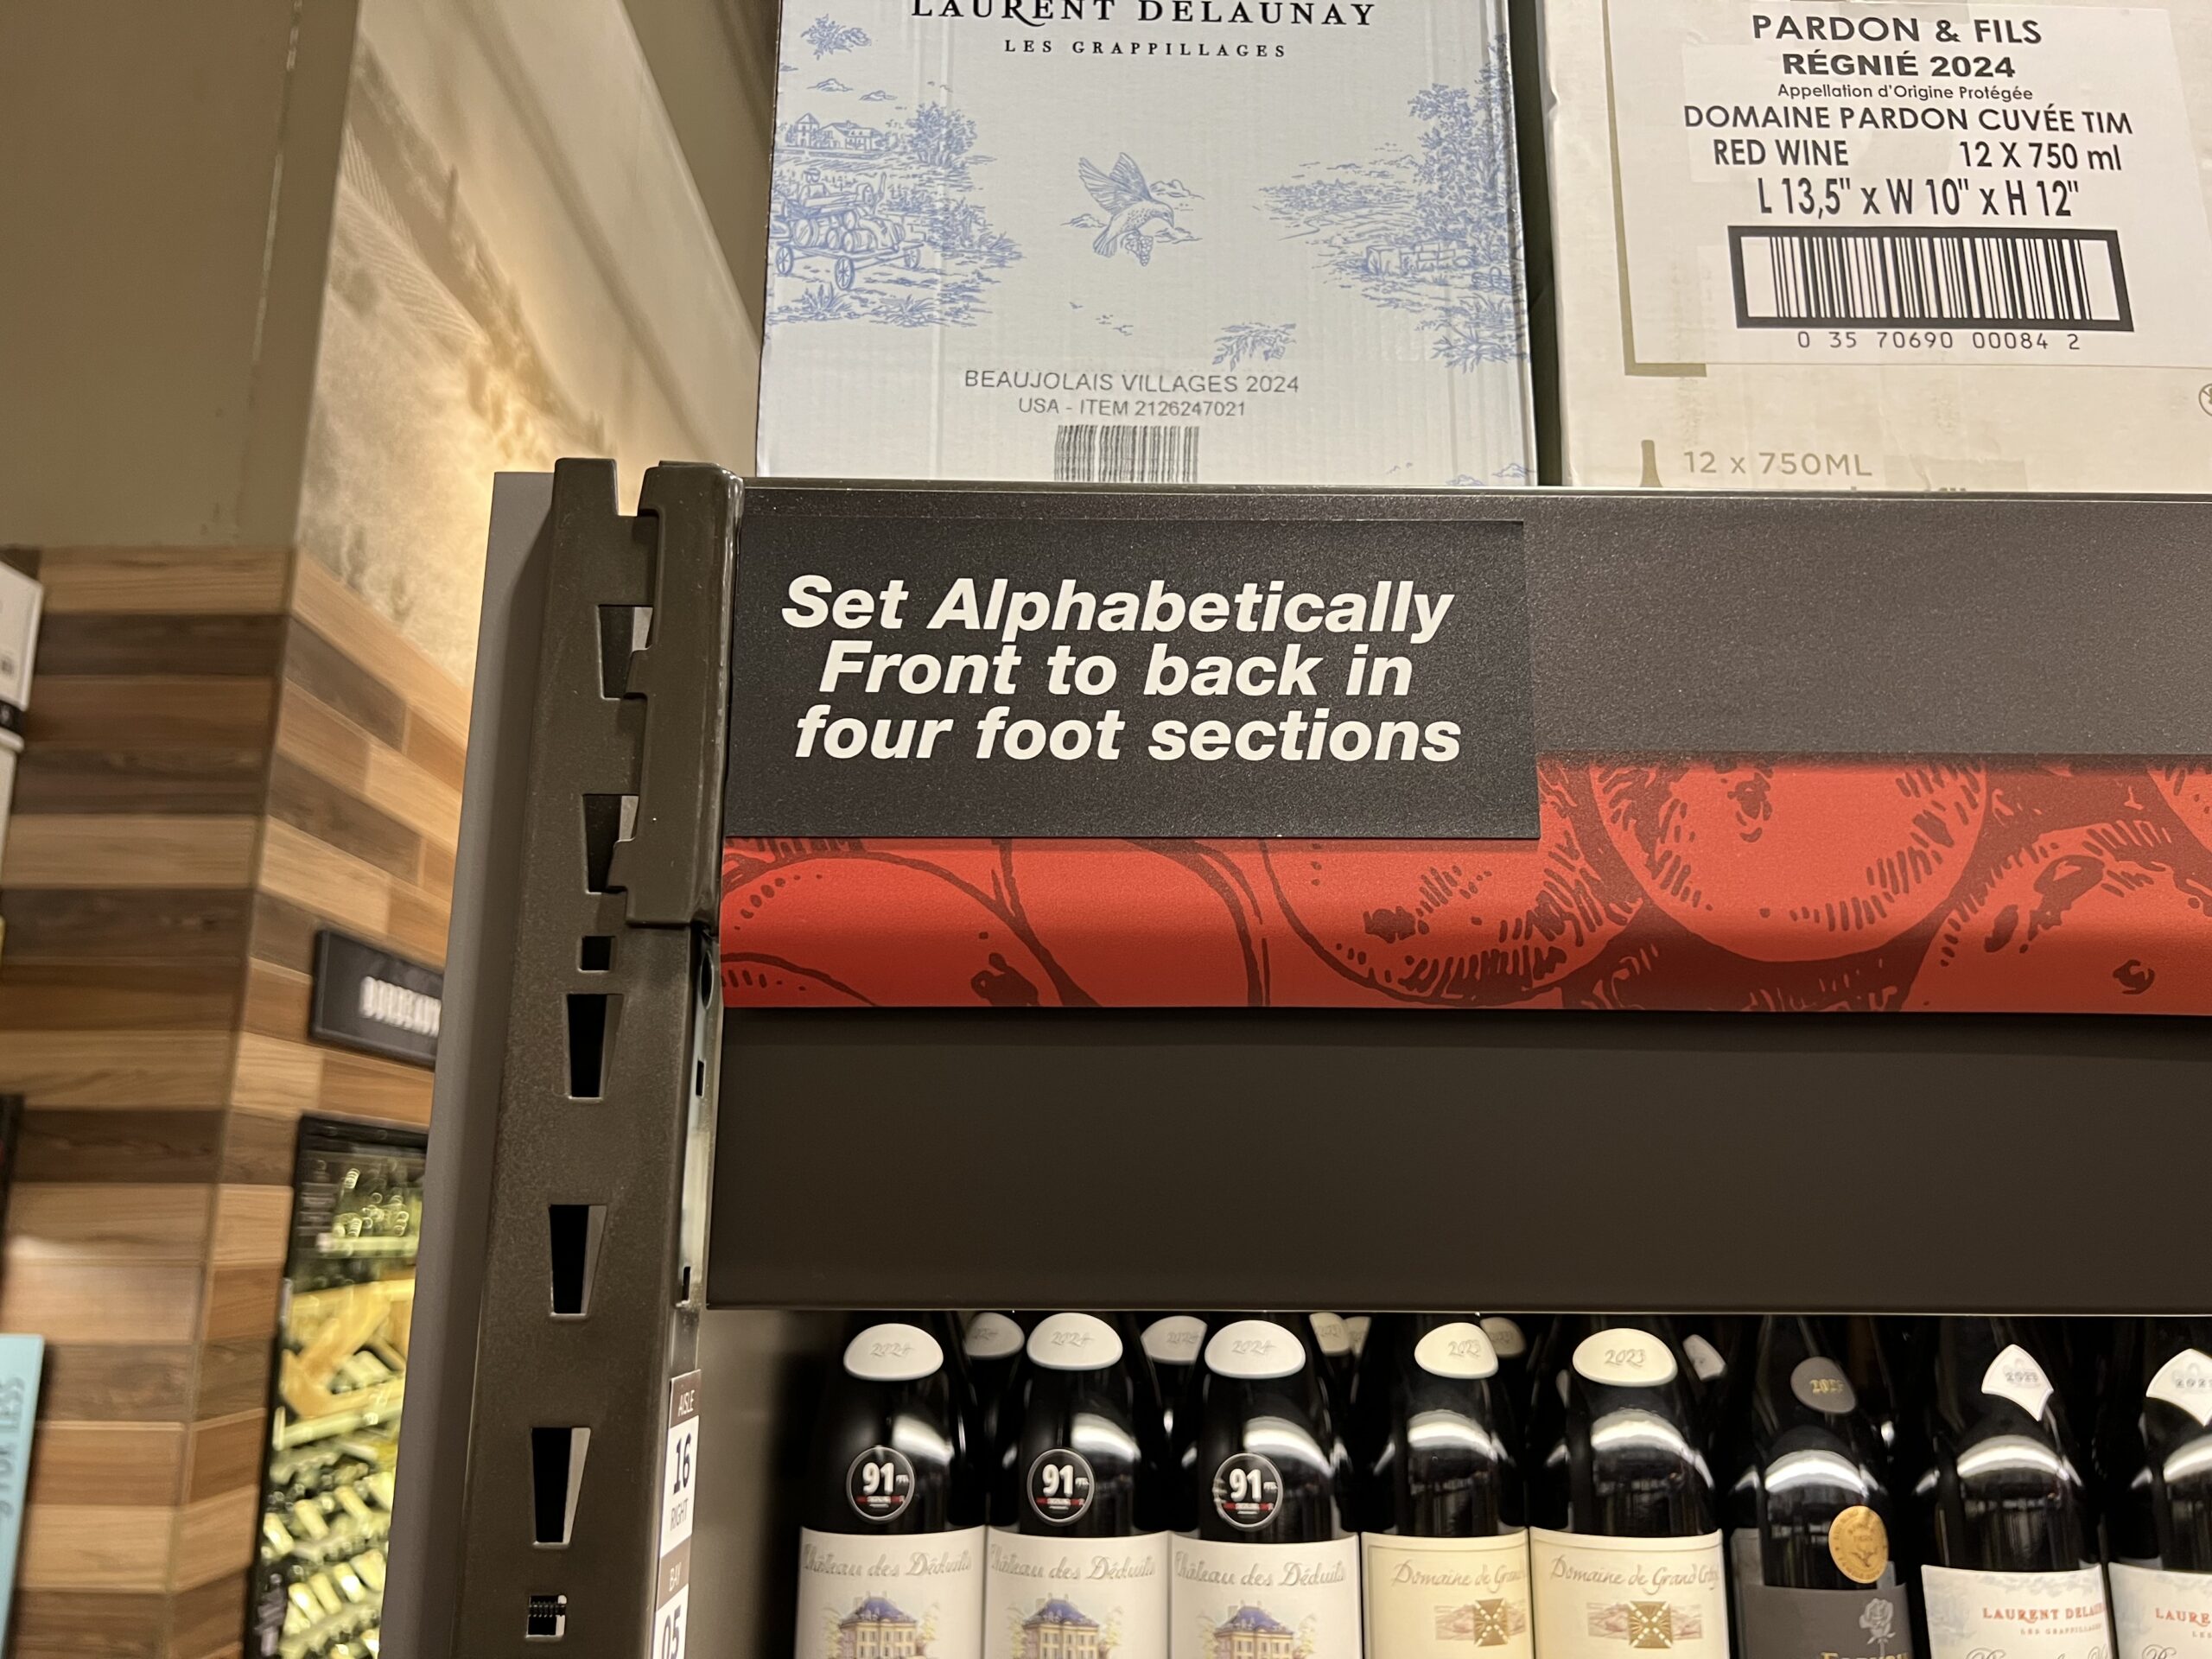 LAURENT DELAUNAY
LES GRAPPILLAGES
BEAUJOLAIS VILLAGES 2024
USA - ITEM 2126247021
PARDON & FILS
RÉGNIÉ 2024
Appellation d'Origine Protégée
DOMAINE PARDON CUVÉE TIM
RED WINE 12 X 750 ml
L 13,5" x W 10" x H 12"
0 35 70690 00084 2
12 x 750ML
Set Alphabetically
Front to back in
four foot sections
AISLE
16
RIGHT
BAY
05
2024 2024 2024 2023 2023
91 91 91
Château des Déduits Château des Déduits Château des Déduits
Domaine de Domaine de Grand
LAURENT